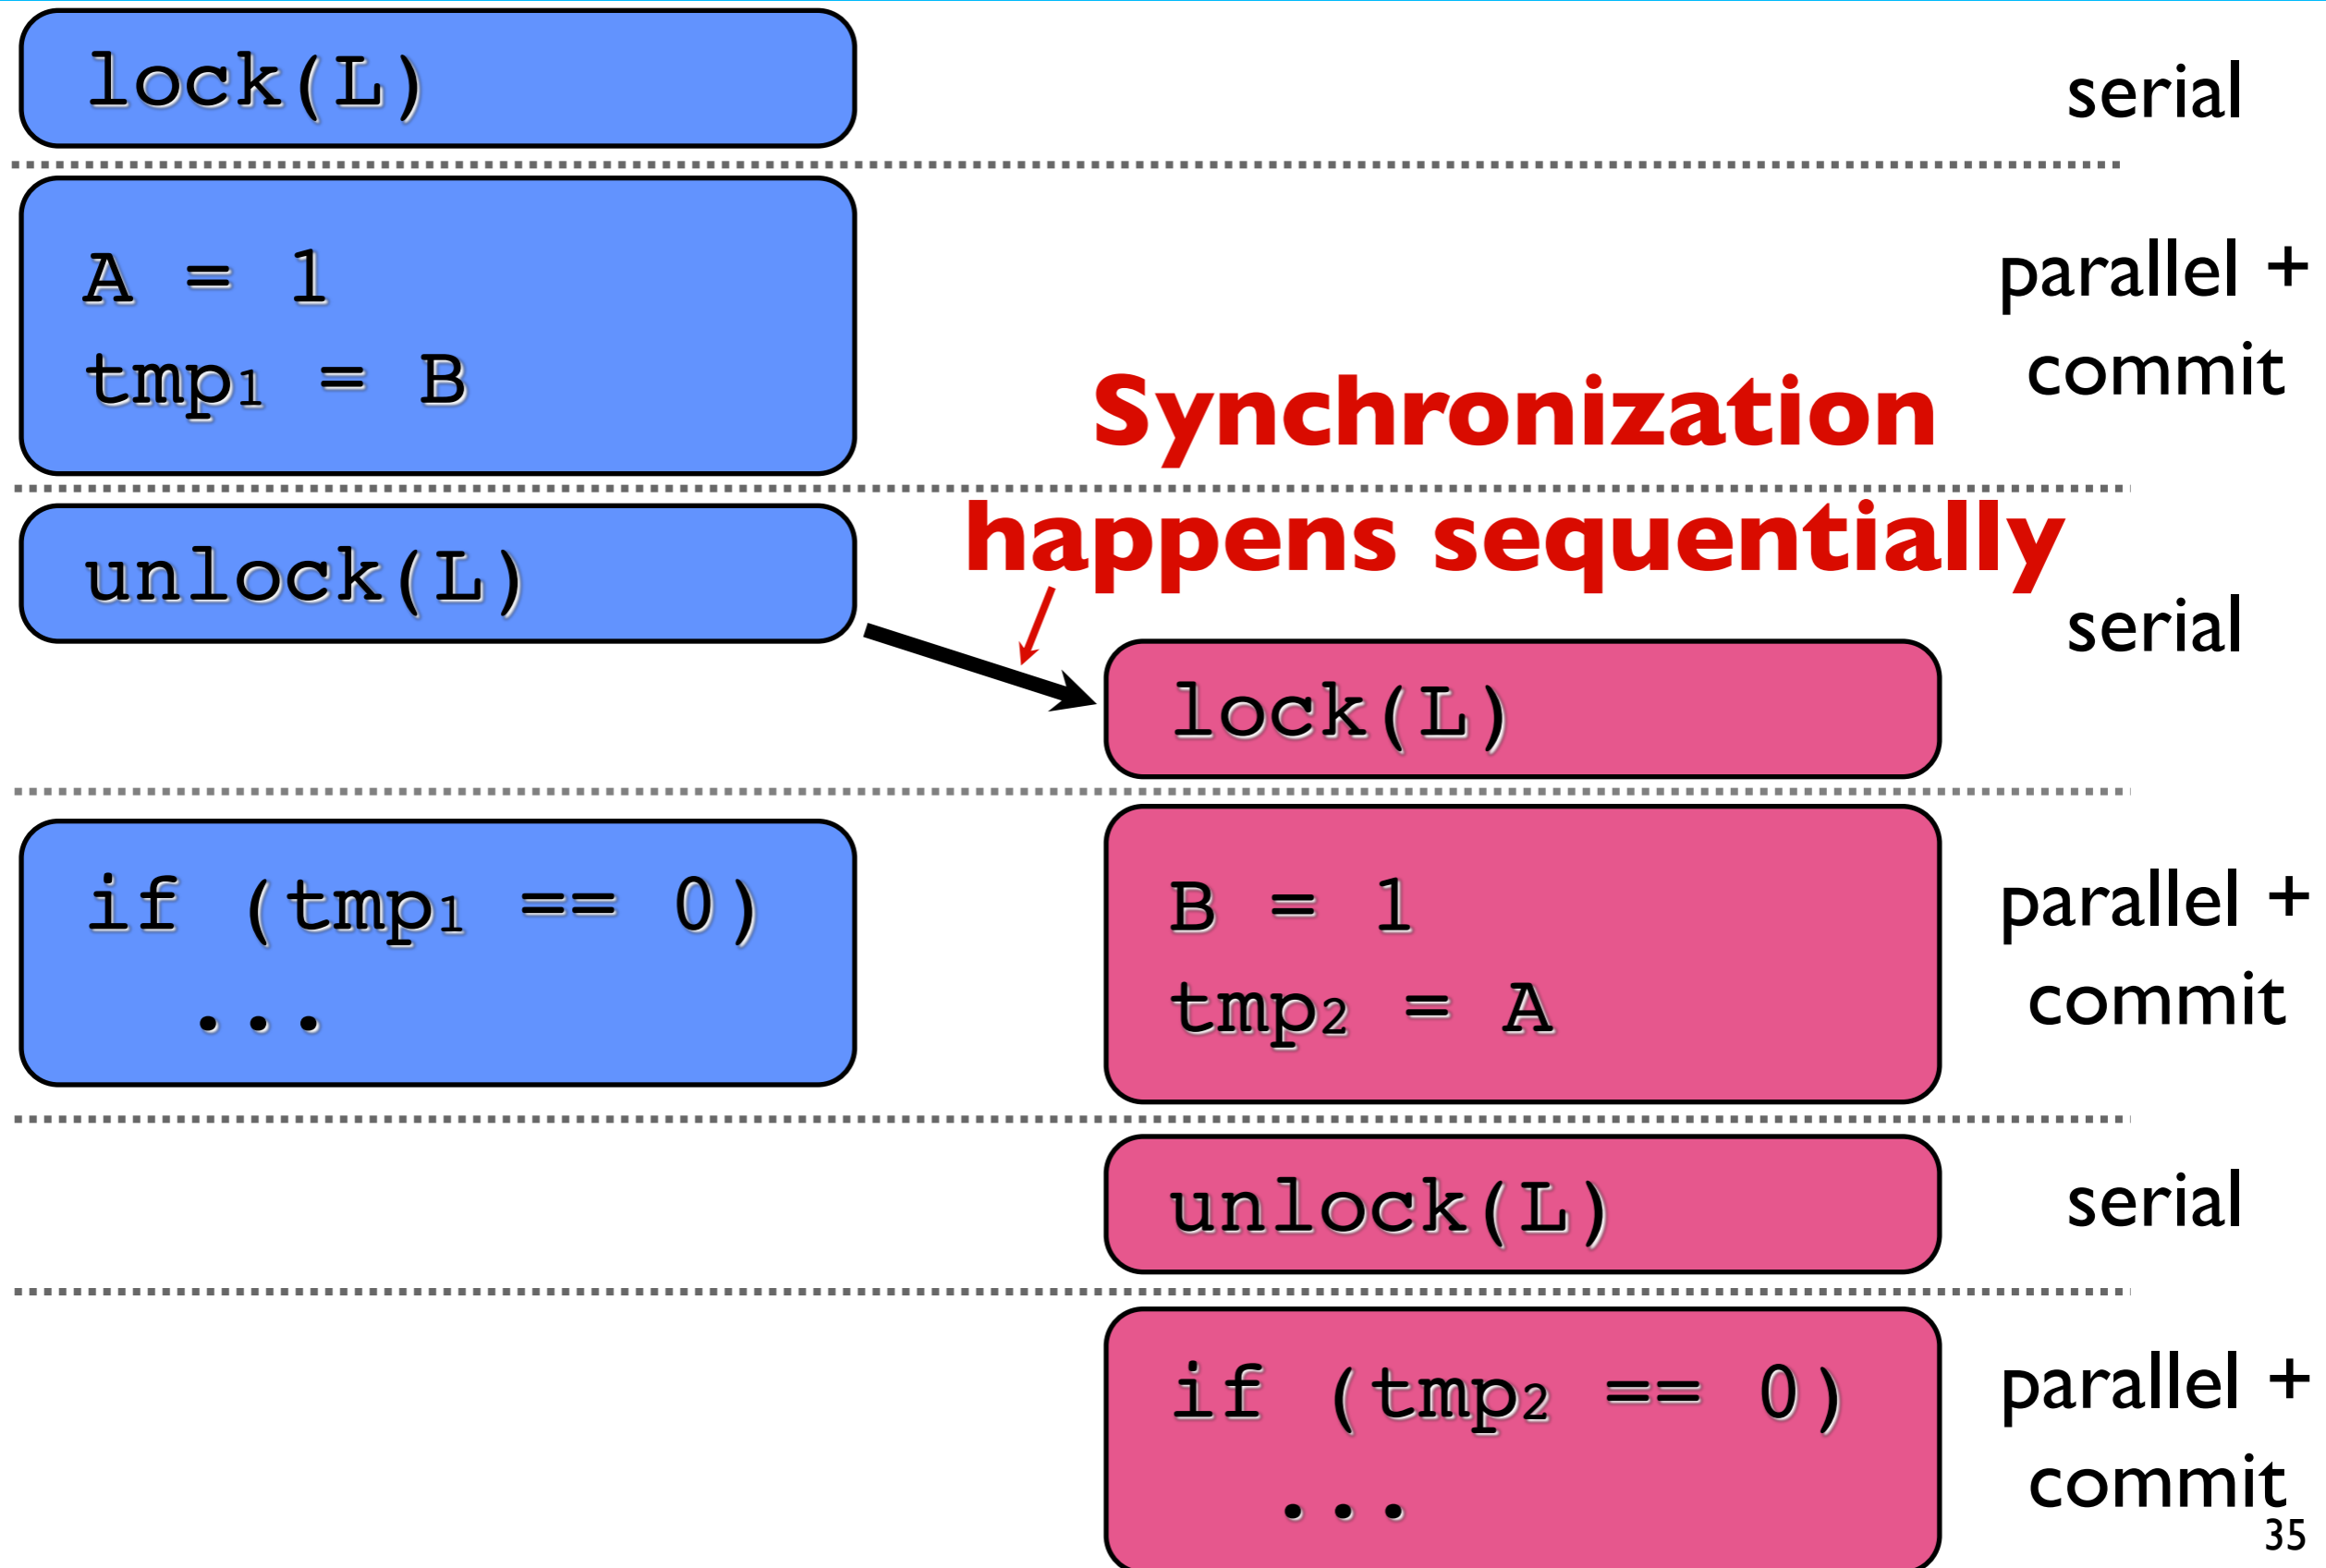 lock(L)
serial
A = 1
tmp1 = B
parallel +
commit
Synchronization
happens sequentially
unlock(L)
serial
lock(L)
if (tmp1 == 0)
...
B = 1
tmp2 = A
parallel +
commit
unlock(L)
serial
if (tmp2 == 0)
...
parallel +
commit
35